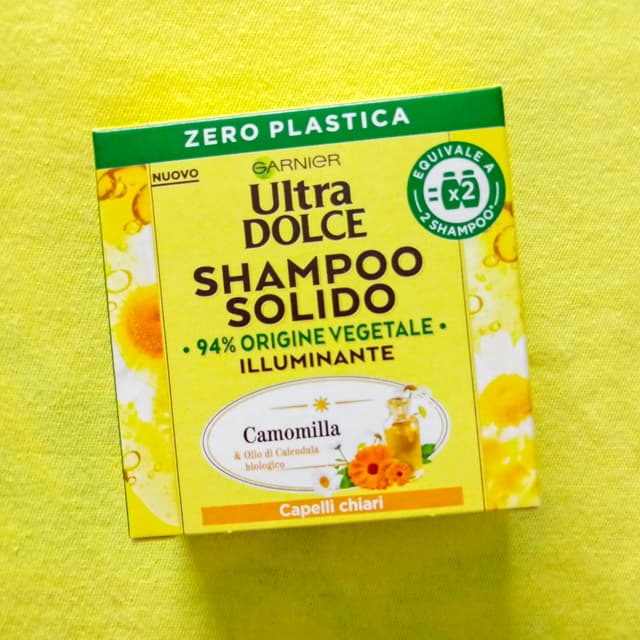 ZERO PLASTICA
NUOVO
GARNIER
Ultra
DOLCE
EQUIVALE A
x2
2 SHAMPOO*
SHAMPOO
SOLIDO
• 94% ORIGINE VEGETALE •
ILLUMINANTE
Camomilla
& Olio di Calendula
biologico
Capelli chiari